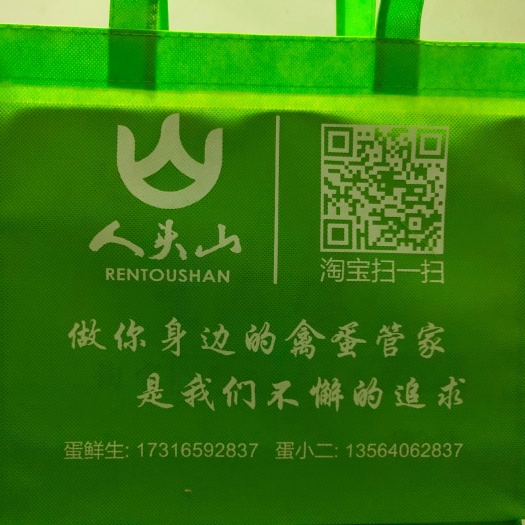 人头山
RENTOUSHAN
淘宝扫一扫
做你身边的禽蛋管家
是我们不懈的追求
蛋鲜生: 17316592837 蛋小二: 13564062837